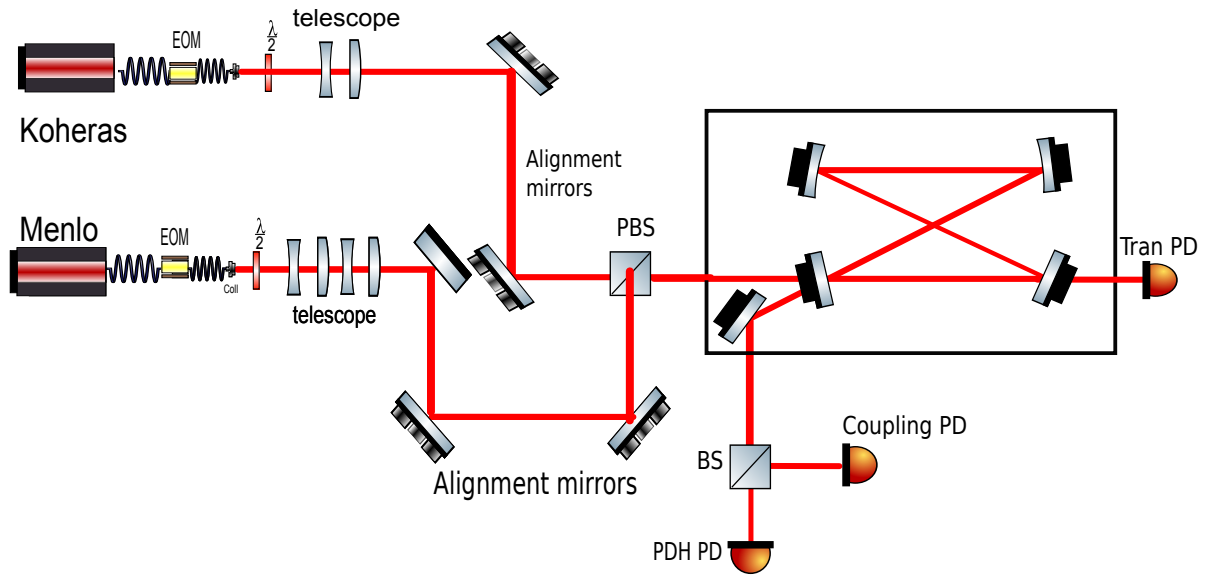 telescope
EOM
λ
2
Koheras
Alignment
mirrors
Menlo
EOM
λ
2
Coll
telescope
PBS
Tran PD
Alignment mirrors
BS
Coupling PD
PDH PD